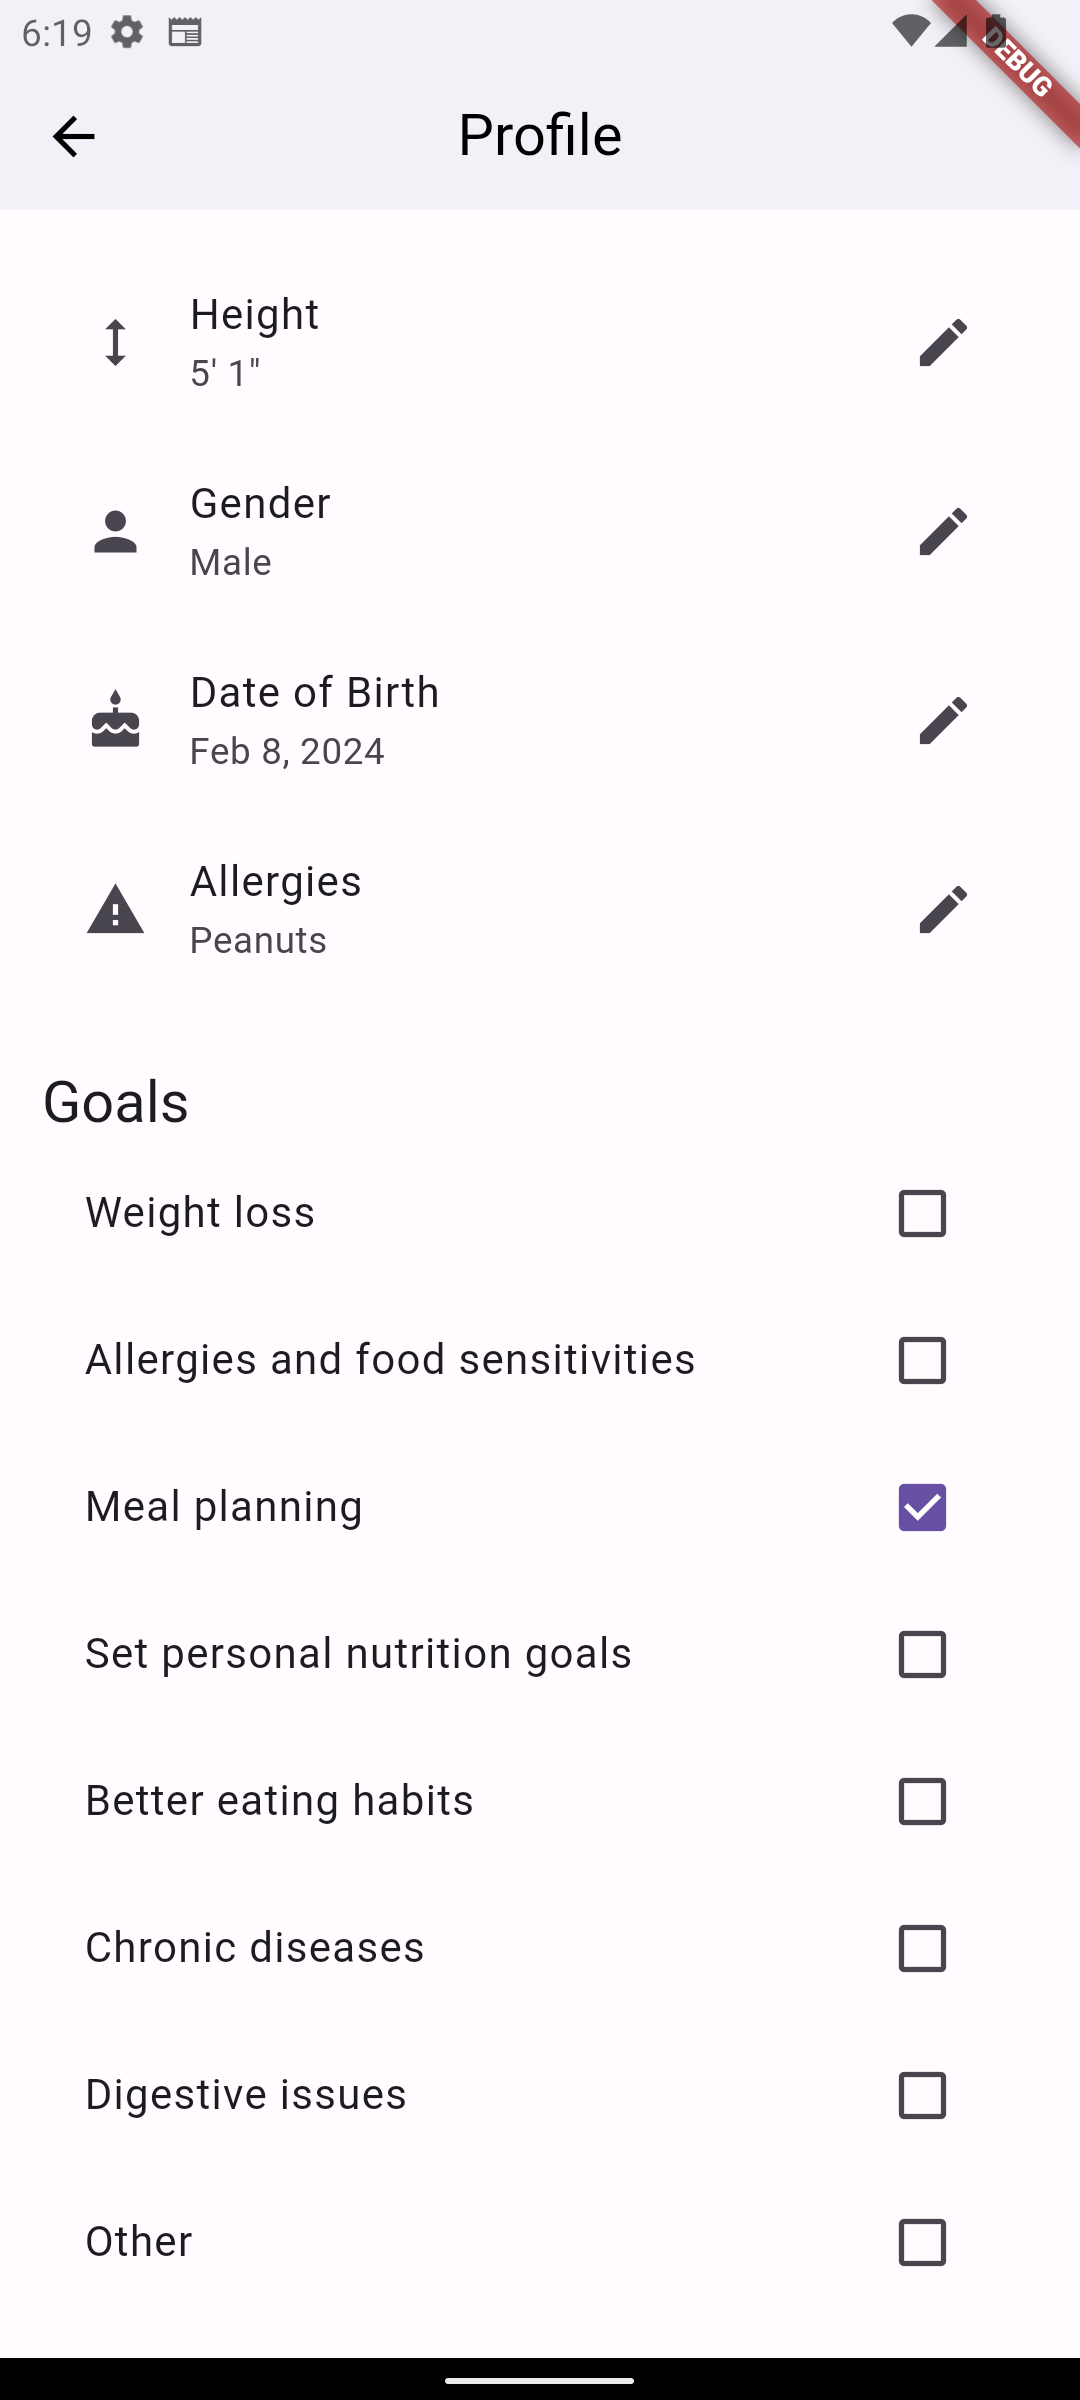 6:19
DEBUG
Profile
Height
5' 1"
Gender
Male
Date of Birth
Feb 8, 2024
Allergies
Peanuts
Goals
Weight loss
Allergies and food sensitivities
Meal planning
Set personal nutrition goals
Better eating habits
Chronic diseases
Digestive issues
Other